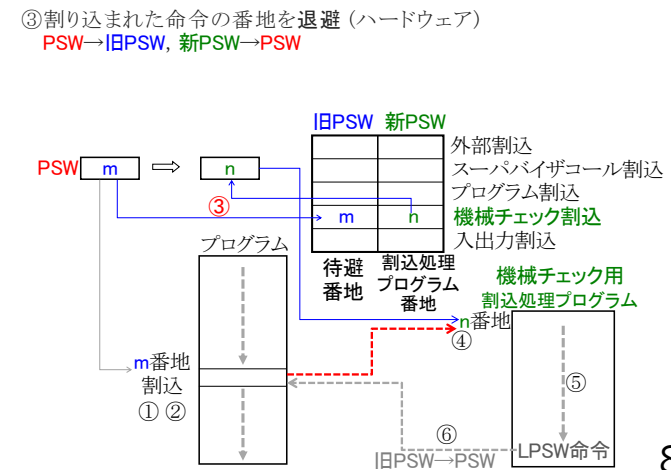 ③割り込まれた命令の番地を退避 (ハードウェア)
PSW→旧PSW, 新PSW→PSW
旧PSW 新PSW
外部割込
PSW m ⇨ n
スーパバイザコール割込
プログラム割込
③
m n 機械チェック割込
入出力割込
プログラム
待避
番地
割込処理
プログラム
番地
機械チェック用
割込処理プログラム
n番地
④
m番地
割込
① ②
⑤
⑥
LPSW命令
旧PSW→PSW